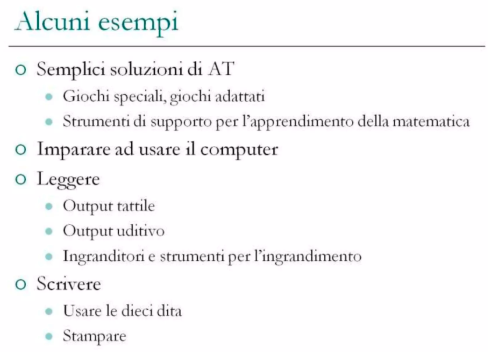 Alcuni esempi
Semplici soluzioni di AT
Giochi speciali, giochi adattati
Strumenti di supporto per l'apprendimento della matematica
Imparare ad usare il computer
Leggere
Output tattile
Output uditivo
Ingranditori e strumenti per l'ingrandimento
Scrivere
Usare le dieci dita
Stampare